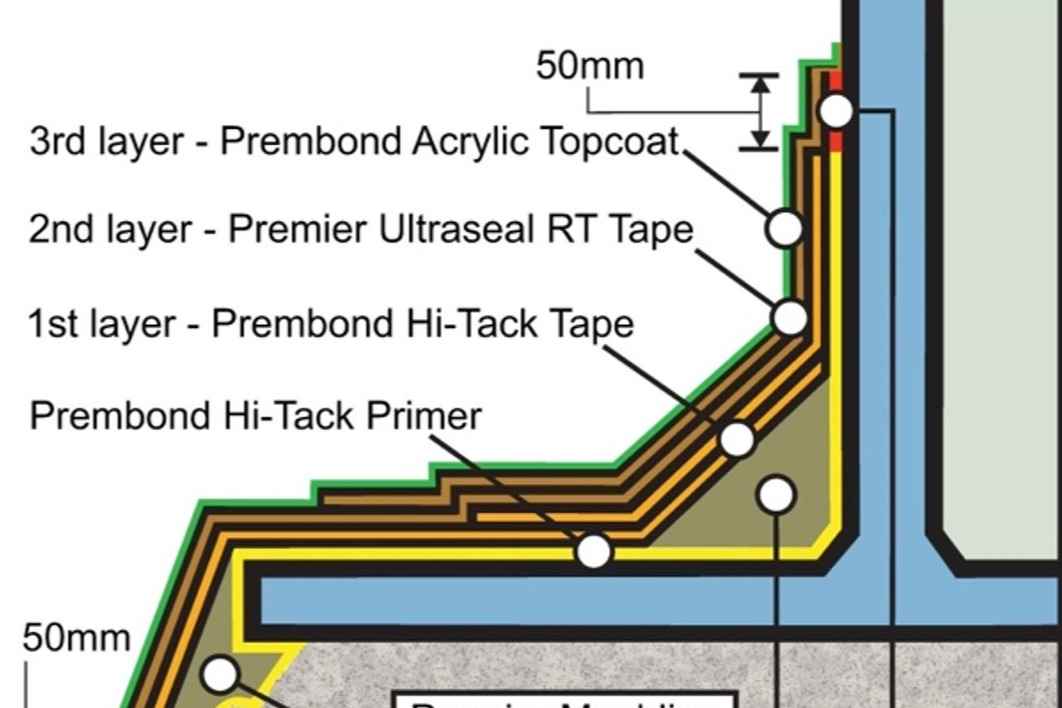 50mm
3rd layer - Prembond Acrylic Topcoat
2nd layer - Premier Ultraseal RT Tape
1st layer - Prembond Hi-Tack Tape
Prembond Hi-Tack Primer
50mm